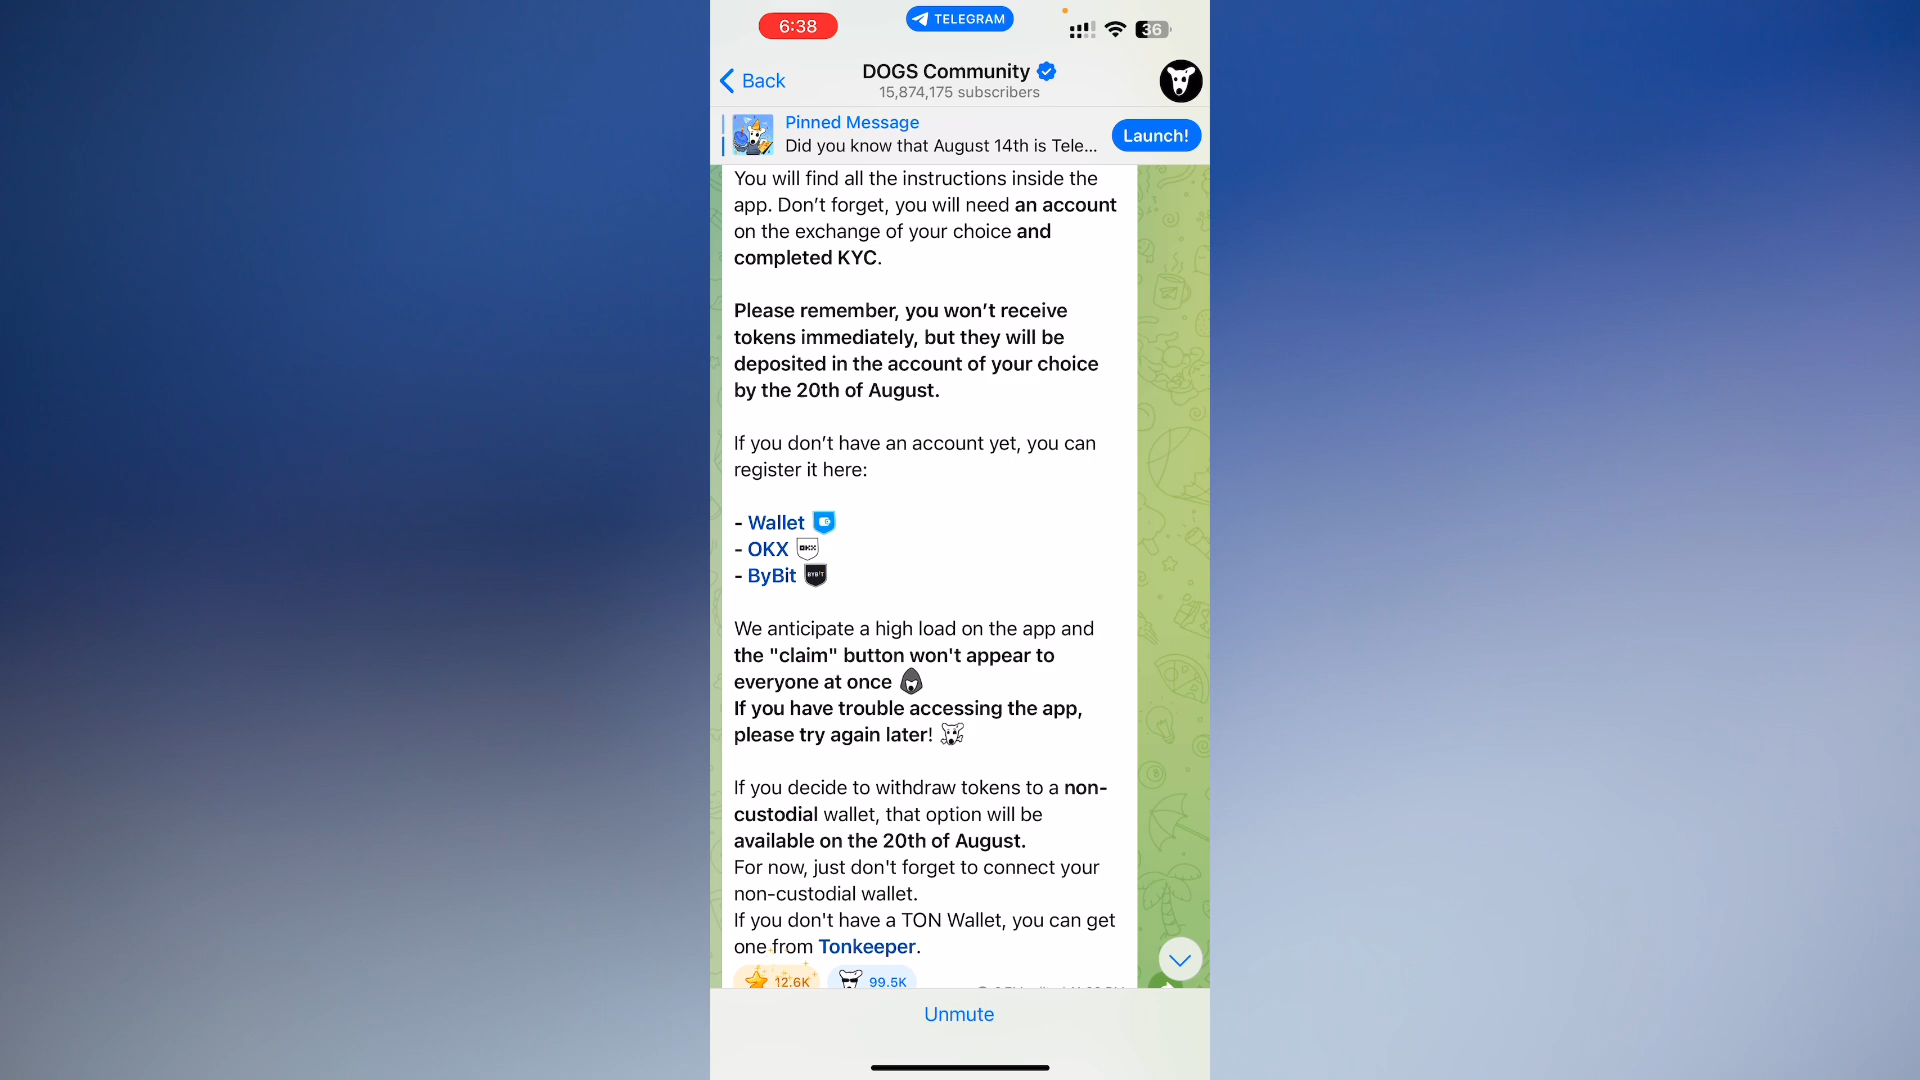 6:38
TELEGRAM
36
Back
DOGS Community
15,874,175 subscribers
Pinned Message
Did you know that August 14th is Tele...
Launch!
You will find all the instructions inside the
app. Don’t forget, you will need an account
on the exchange of your choice and
completed KYC.
Please remember, you won’t receive
tokens immediately, but they will be
deposited in the account of your choice
by the 20th of August.
If you don’t have an account yet, you can
register it here:
- Wallet
- OKX OKX
- ByBit BYBIT
We anticipate a high load on the app and
the "claim" button won't appear to
everyone at once
If you have trouble accessing the app,
please try again later!
If you decide to withdraw tokens to a non-
custodial wallet, that option will be
available on the 20th of August.
For now, just don't forget to connect your
non-custodial wallet.
If you don't have a TON Wallet, you can get
one from Tonkeeper.
12.6K 99.5K
Unmute